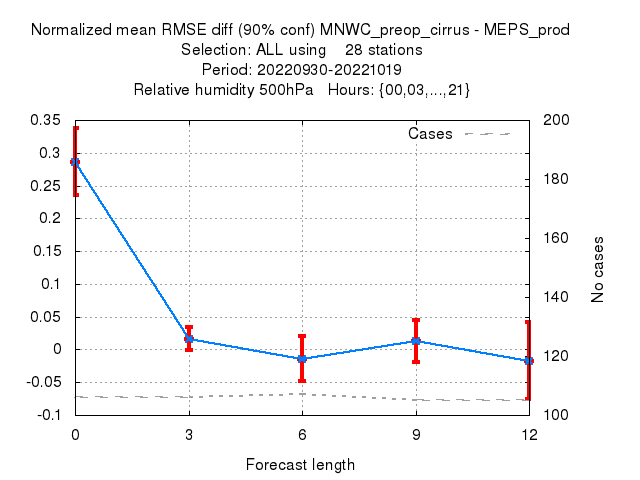 Normalized mean RMSE diff (90% conf) MNWC_preop_cirrus - MEPS_prod
Selection: ALL using 28 stations
Period: 20220930-20221019
Relative humidity 500hPa Hours: {00,03,...,21}
Cases
0.35
0.3
0.25
0.2
0.15
0.1
0.05
0
-0.05
-0.1
200
180
160
140
120
100
No cases
0 3 6 9 12
Forecast length